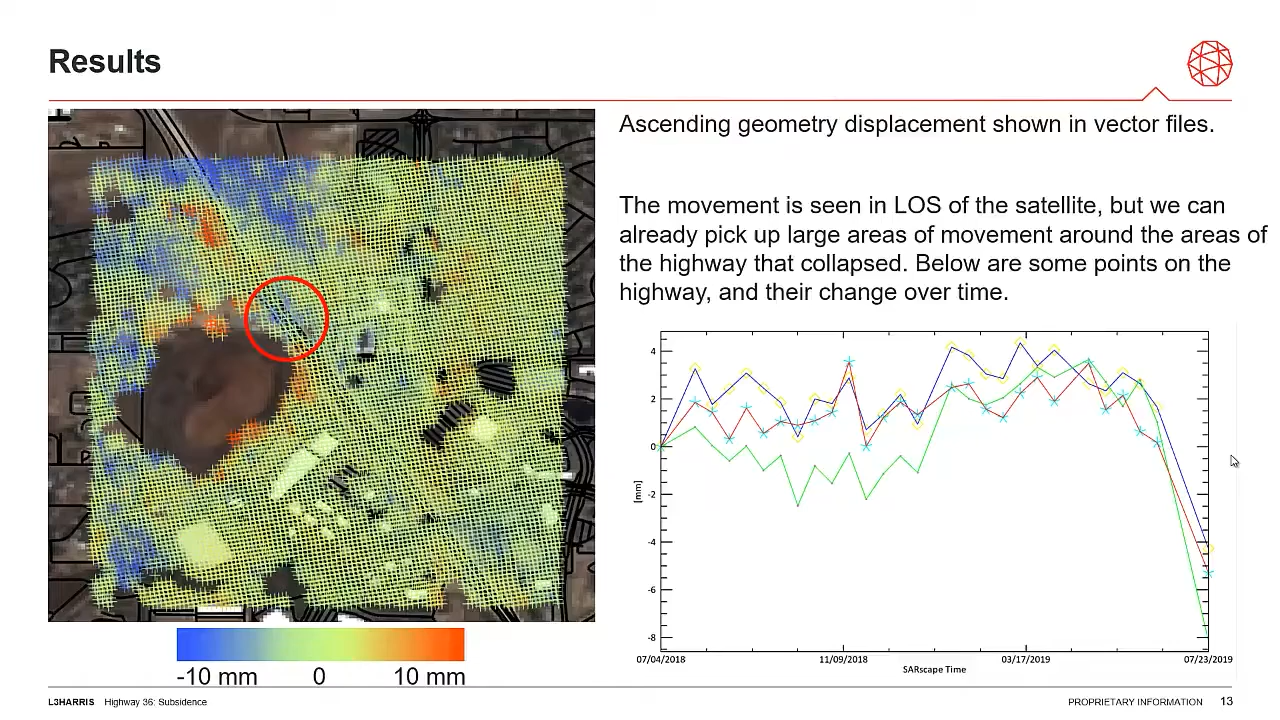 Results
Ascending geometry displacement shown in vector files.
The movement is seen in LOS of the satellite, but we can
already pick up large areas of movement around the areas of
the highway that collapsed. Below are some points on the
highway, and their change over time.
4
2
0
-2
-4
-6
-8
[mm]
07/04/2018 11/09/2018 03/17/2019 07/23/2019
SARscape Time
-10 mm 0 10 mm
L3HARRIS Highway 36: Subsidence
PROPRIETARY INFORMATION 13